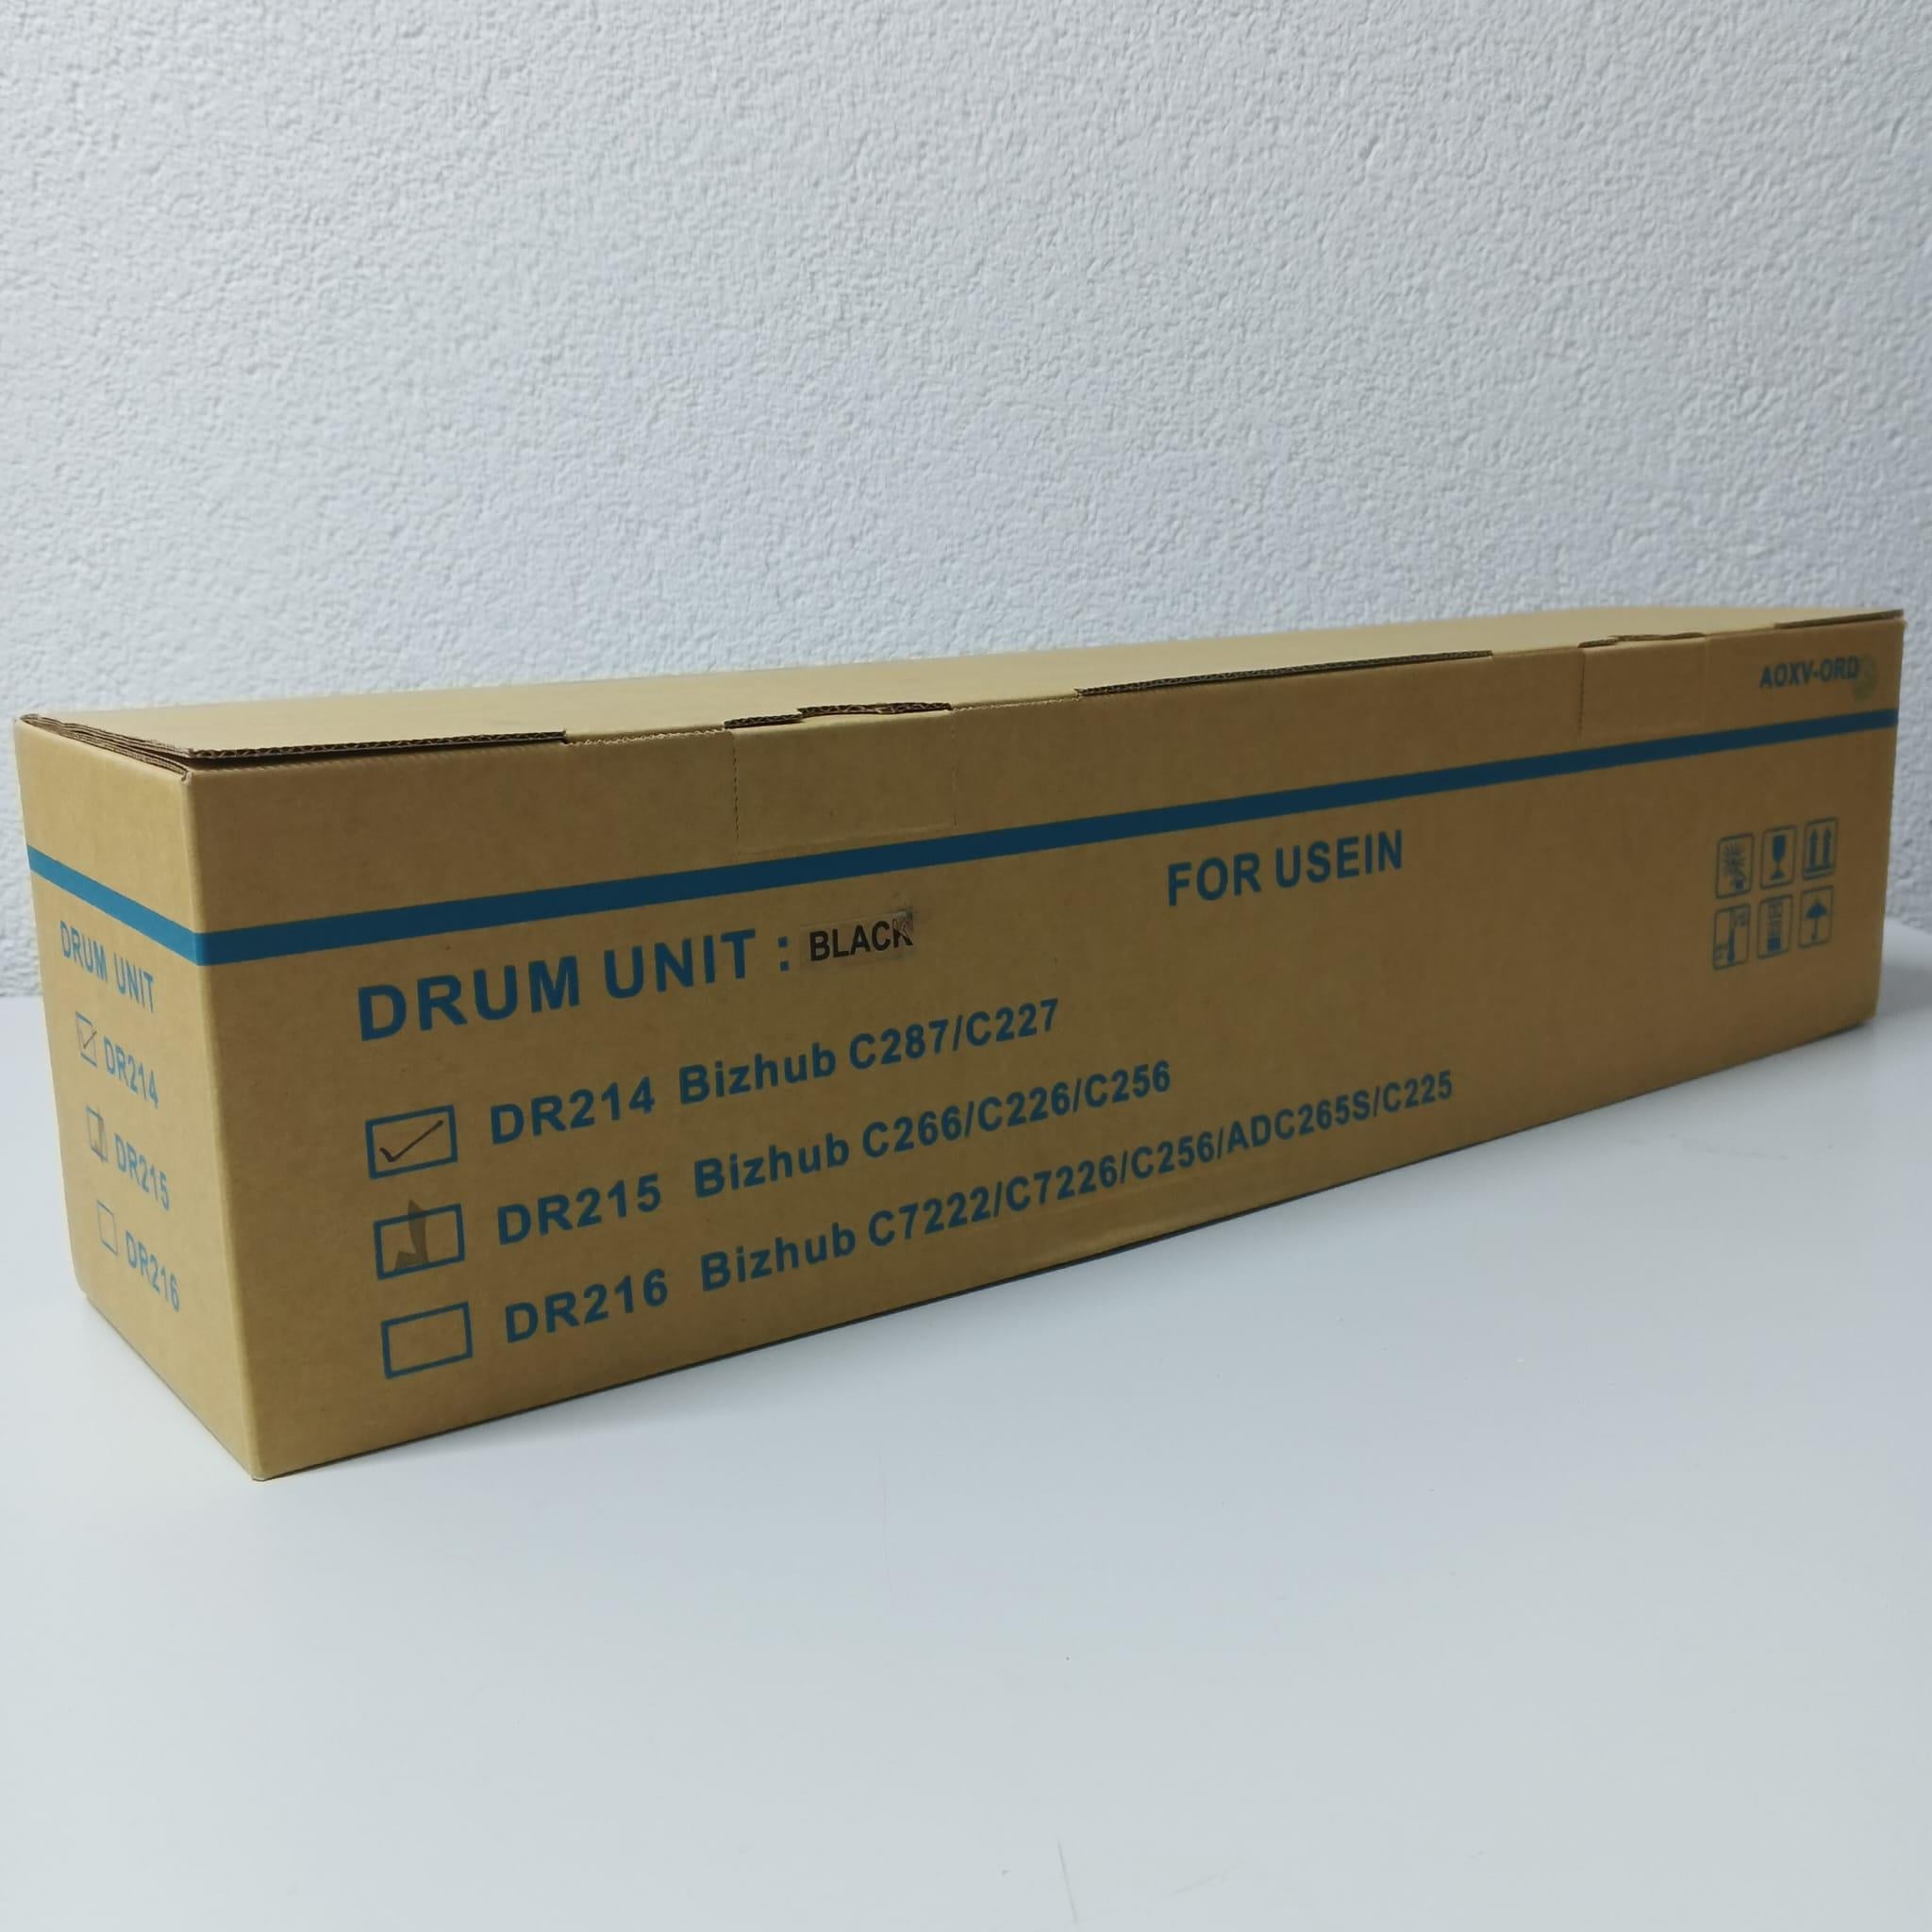 AOXV-ORD
FOR USEIN
DRUM UNIT : BLACK
DR214 Bizhub C287/C227
DR215 Bizhub C266/C226/C256
DR216 Bizhub C7222/C7226/C256/ADC265S/C225
DRUM UNIT
DR214
DR215
DR216